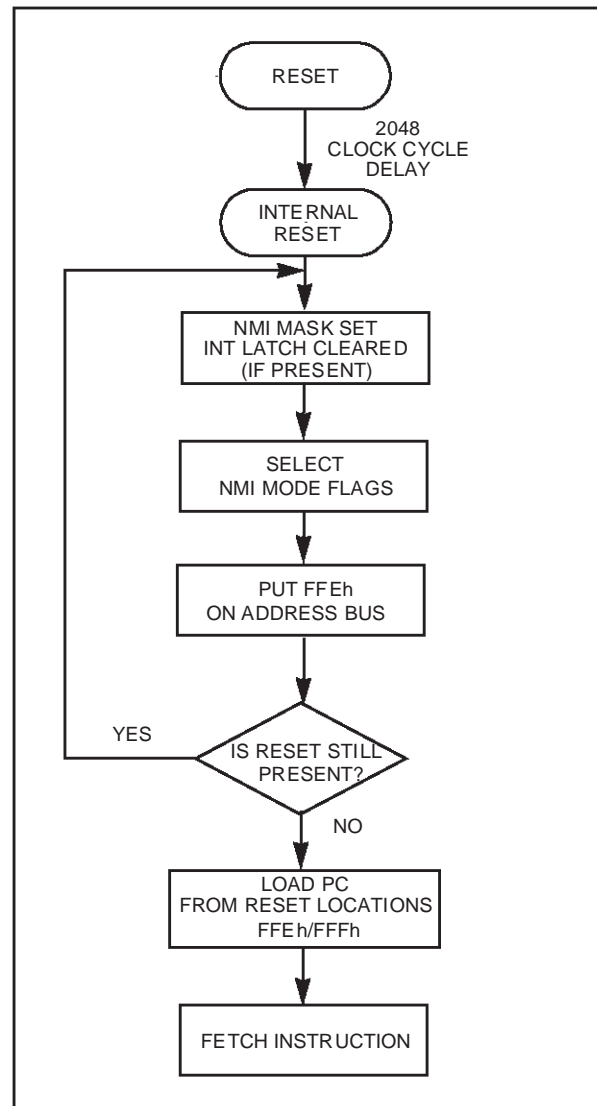 RESET
2048
CLOCK CYCLE
DELAY
INTERNAL
RESET
NMI MASK SET
INT LATCH CLEARED
(IF PRESENT)
SELECT
NMI MODE FLAGS
PUT FFEh
ON ADDRESS BUS
YES
IS RESET STILL
PRESENT?
NO
LOAD PC
FROM RESET LOCATIONS
FFEh/FFFh
FETCH INSTRUCTION